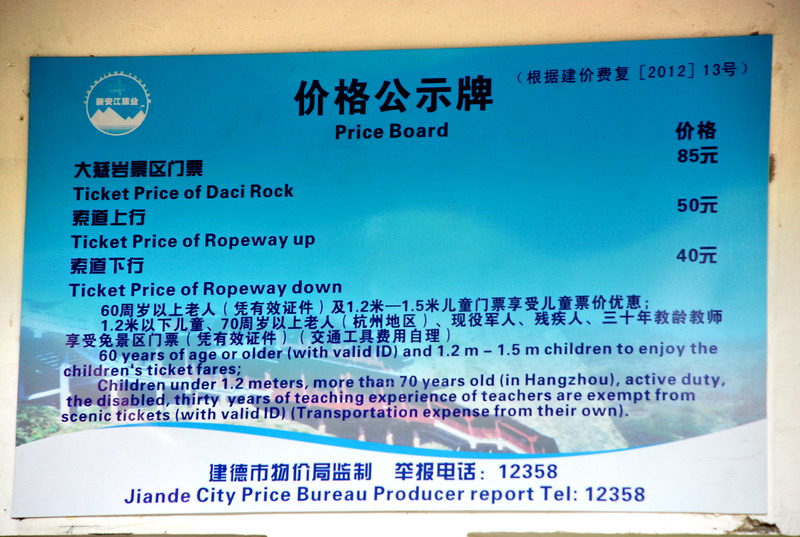 新安江旅业
价格公示牌
（根据建价费复［2012］13号）
Price Board
价格
大慈岩景区门票
85元
Ticket Price of Daci Rock
索道上行
50元
Ticket Price of Ropeway up
索道下行
40元
Ticket Price of Ropeway down
60周岁以上老人（凭有效证件）及1.2米—1.5米儿童门票享受儿童票价优惠；
1.2米以下儿童、70周岁以上老人（杭州地区）、现役军人、残疾人、三十年教龄教师
享受免景区门票（凭有效证件）（交通工具费用自理）
60 years of age or older (with valid ID) and 1.2 m – 1.5 m children to enjoy the
children's ticket fares;
Children under 1.2 meters, more than 70 years old (in Hangzhou), active duty,
the disabled, thirty years of teaching experience of teachers are exempt from
scenic tickets (with valid ID) (Transportation expense from their own).
建德市物价局监制 举报电话：12358
Jiande City Price Bureau Producer report Tel: 12358